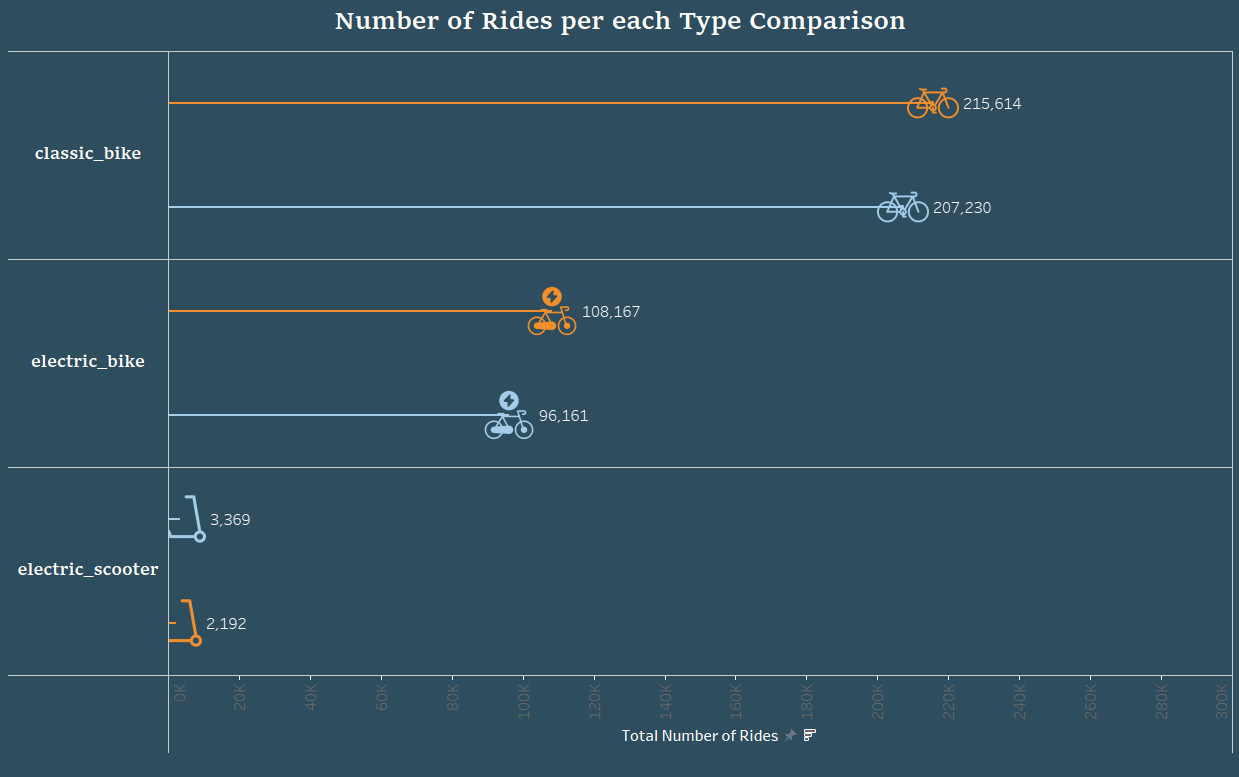 Number of Rides per each Type Comparison
classic_bike
215,614
207,230
electric_bike
108,167
96,161
electric_scooter
3,369
2,192
0K 20K 40K 60K 80K 100K 120K 140K 160K 180K 200K 220K 240K 260K 280K 300K
Total Number of Rides